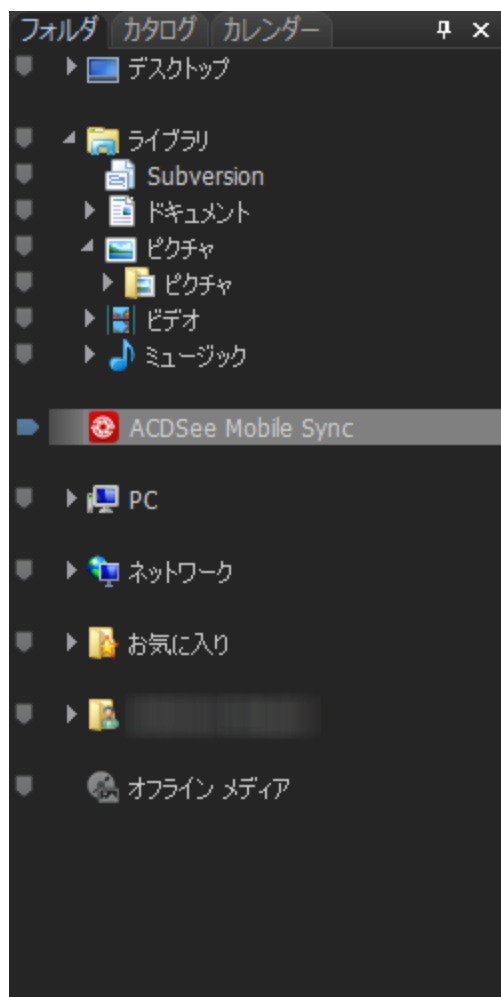 フォルダ カタログ カレンダー
デスクトップ
ライブラリ
Subversion
ドキュメント
ピクチャ
ピクチャ
ビデオ
ミュージック
ACDSee Mobile Sync
PC
ネットワーク
お気に入り
オフライン メディア